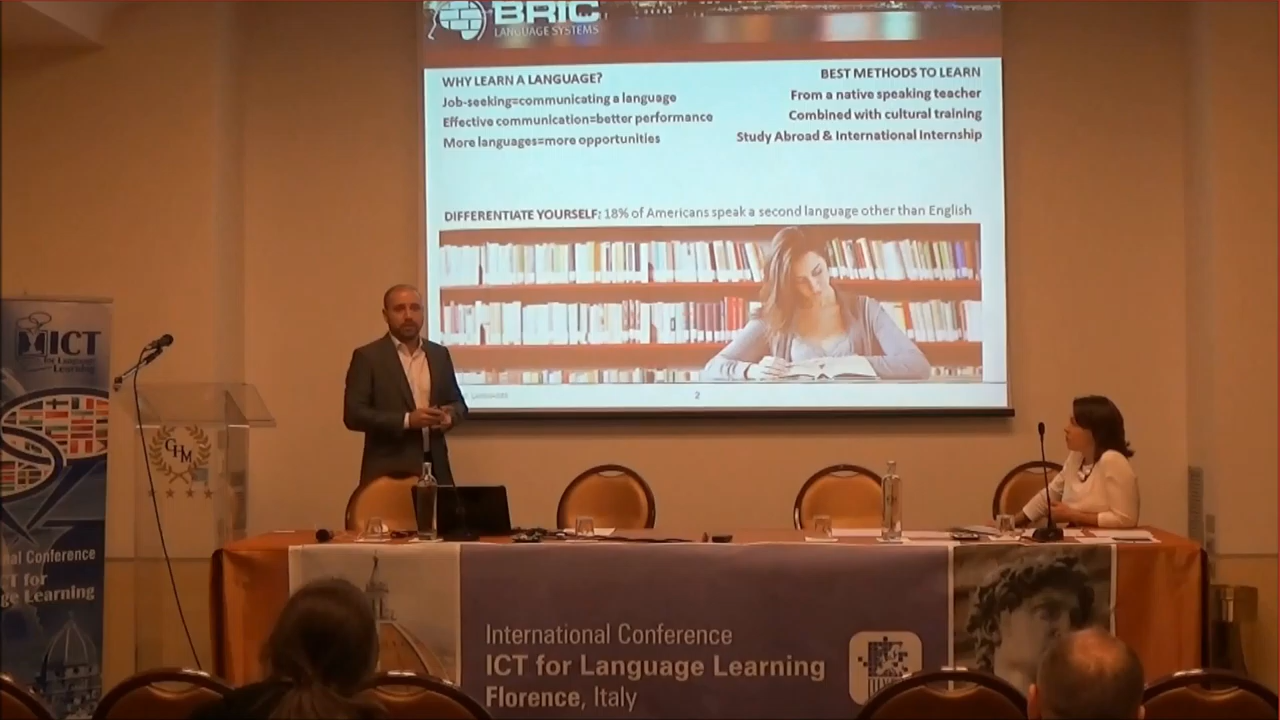 BRIC
LANGUAGE SYSTEMS
WHY LEARN A LANGUAGE?
Job-seeking=communicating a language
Effective communication=better performance
More languages=more opportunities
BEST METHODS TO LEARN
From a native speaking teacher
Combined with cultural training
Study Abroad & International Internship
DIFFERENTIATE YOURSELF: 18% of Americans speak a second language other than English
2
ICT
for Language
Learning
GHM
al Conference
T for
ge Learning
International Conference
ICT for Language Learning
Florence, Italy